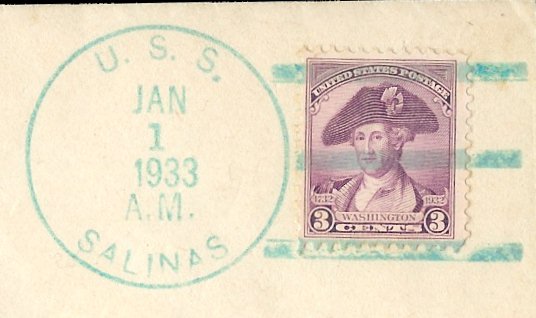 U. S. S.
JAN
1
1933
A.M.
SALINAS
UNITED STATES POSTAGE
1732 1932
WASHINGTON
3 CENTS 3